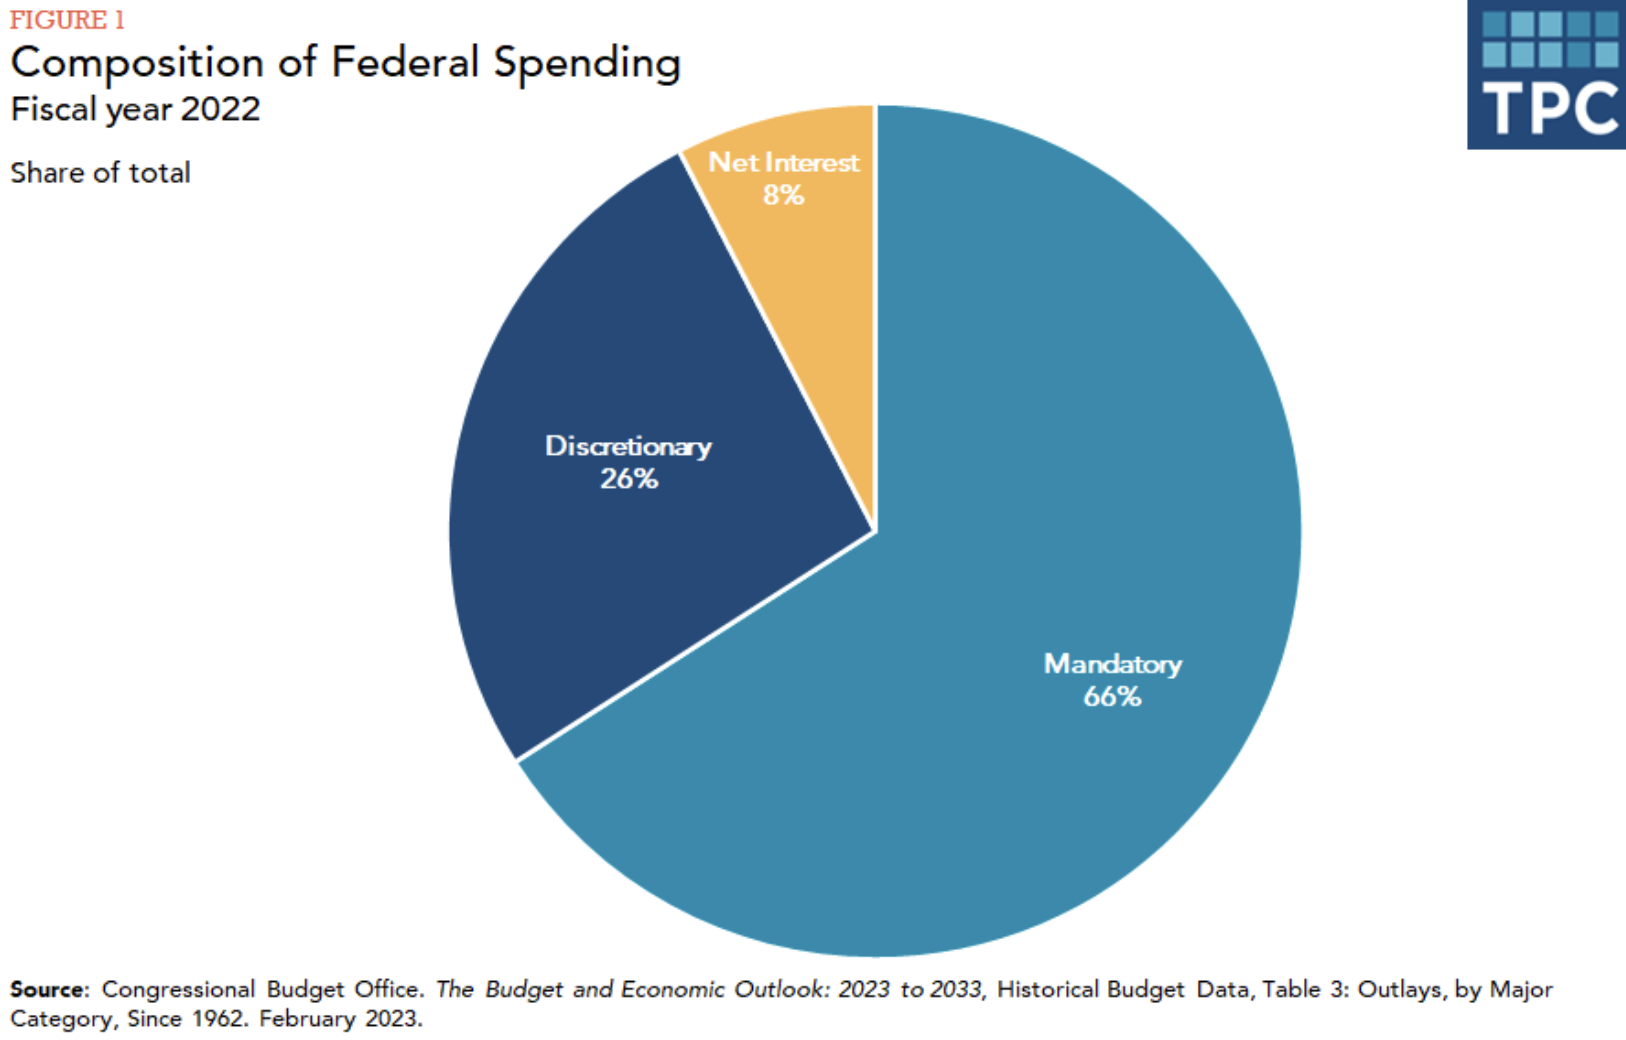 FIGURE 1
Composition of Federal Spending
Fiscal year 2022
Share of total
TPC
Net Interest
8%
Discretionary
26%
Mandatory
66%
Source: Congressional Budget Office. The Budget and Economic Outlook: 2023 to 2033, Historical Budget Data, Table 3: Outlays, by Major
Category, Since 1962. February 2023.